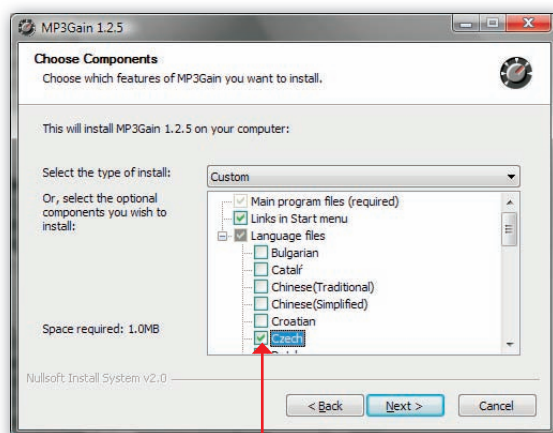 MP3Gain 1.2.5
Choose Components
Choose which features of MP3Gain you want to install.
This will install MP3Gain 1.2.5 on your computer:
Select the type of install:
Custom
Or, select the optional
components you wish to
install:
Main program files (required)
Links in Start menu
Language files
Bulgarian
Catalŕ
Chinese(Traditional)
Chinese(Simplified)
Croatian
Czech
Space required: 1.0MB
Nullsoft Install System v2.0
< Back
Next >
Cancel